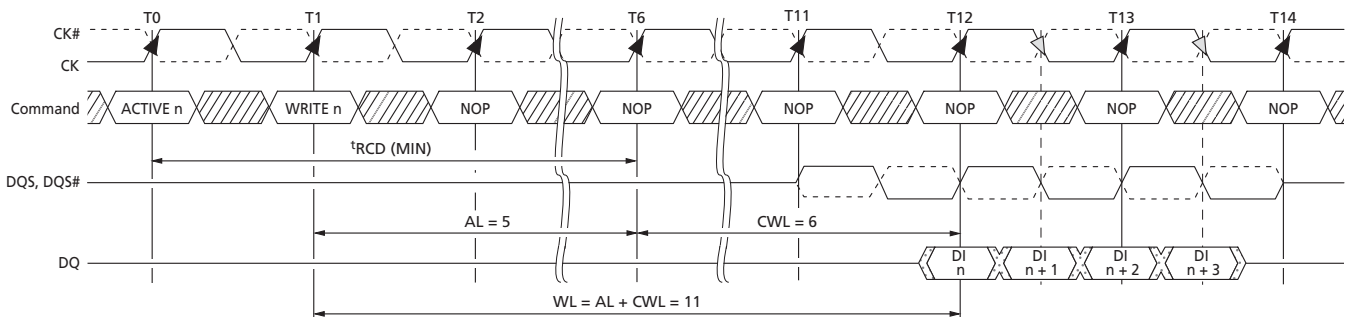 T0 T1 T2 T6 T11 T12 T13 T14
CK#
CK
Command ACTIVE n WRITE n NOP NOP NOP NOP NOP NOP
tRCD (MIN)
DQS, DQS#
AL = 5 CWL = 6
DQ DI n DI n + 1 DI n + 2 DI n + 3
WL = AL + CWL = 11